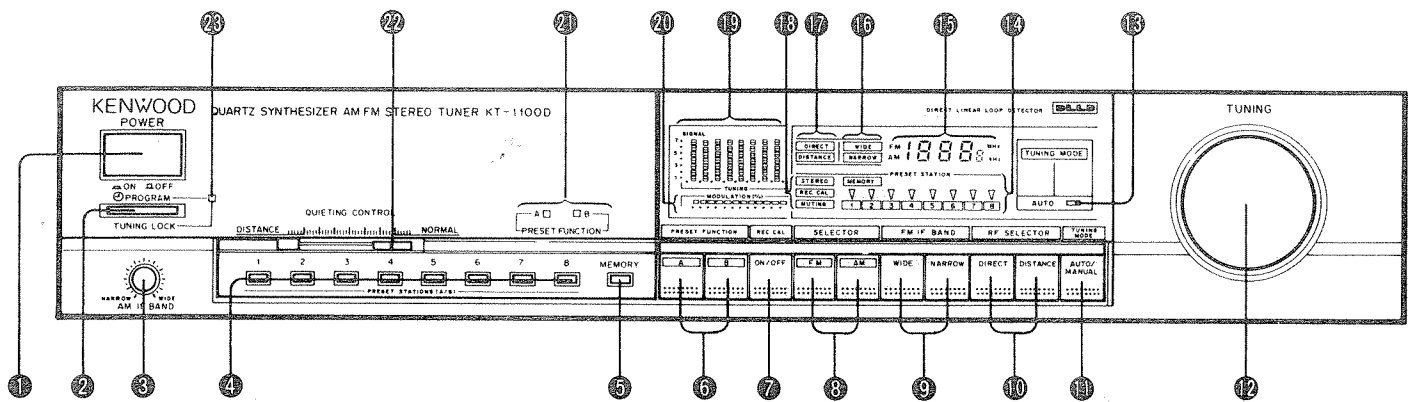 23 22 21 20 19 18 17 16 15 14 13
KENWOOD
POWER
QUARTZ SYNTHESIZER AM FM STEREO TUNER KT-1100D
ON OFF
PROGRAM
TUNING LOCK
QUIETING CONTROL
DISTANCE NORMAL
A B
PRESET FUNCTION
NARROW WIDE
AM IF BAND
1 2 3 4 5 6 7 8 MEMORY
PRESET STATIONS (A/B)
DIRECT LINEAR LOOP DETECTOR DLLD
SIGNAL
7
5
3
1
TUNING
MODULATION(%)
DIRECT WIDE
DISTANCE NARROW
FM 1888 MHz
AM 8 kHz
PRESET STATION
STEREO MEMORY
REC CAL
MUTING
1 2 3 4 5 6 7 8
TUNING MODE
AUTO
PRESET FUNCTION REC CAL SELECTOR FM IF BAND RF SELECTOR TUNING MODE
A B ON/OFF FM AM WIDE NARROW DIRECT DISTANCE AUTO/
MANUAL
TUNING
1 2 3 4 5 6 7 8 9 10 11 12